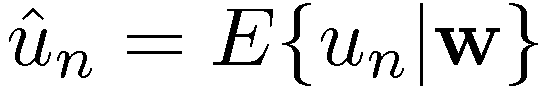 û_n = E{u_n|𝐰}